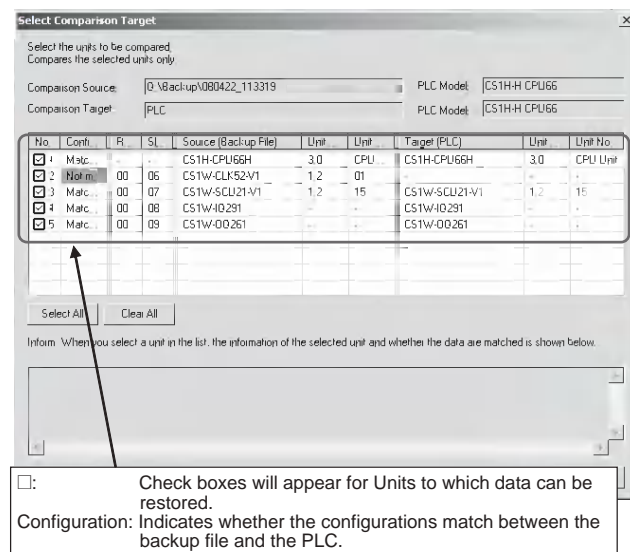 Select Comparison Target
Select the units to be compared.
Compares the selected units only.
Comparison Source: \Backup\080422_113319 PLC Model: CS1H-H CPU66
Comparison Target: PLC PLC Model: CS1H-H CPU66
No. Confi... R... Sl... Source (Backup File) Unit... Unit... Target (PLC) Unit... Unit No.
1 Matc... - - CS1H-CPU66H 3.0 CPU... CS1H-CPU66H 3.0 CPU Unit
2 Not m... 00 06 CS1W-CLK52-V1 1.2 01 - - -
3 Matc... 00 07 CS1W-SCU21-V1 1.2 15 CS1W-SCU21-V1 1.2 15
4 Matc... 00 08 CS1W-IO291 - - CS1W-IO291 - -
5 Matc... 00 09 CS1W-OD261 - - CS1W-OD261 - -
Select All Clear All
Inform When you select a unit in the list, the information of the selected unit and whether the data are matched is shown below.
□: Check boxes will appear for Units to which data can be
restored.
Configuration: Indicates whether the configurations match between the
backup file and the PLC.